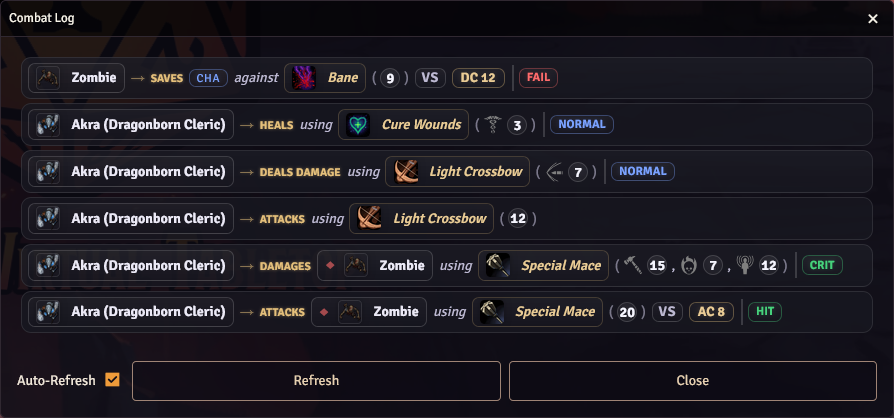 Combat Log ×
Zombie → SAVES CHA against Bane ( 9 ) VS DC 12 FAIL
Akra (Dragonborn Cleric) → HEALS using Cure Wounds ( 3 ) NORMAL
Akra (Dragonborn Cleric) → DEALS DAMAGE using Light Crossbow ( 7 ) NORMAL
Akra (Dragonborn Cleric) → ATTACKS using Light Crossbow ( 12 )
Akra (Dragonborn Cleric) → DAMAGES Zombie using Special Mace ( 15 , 7 , 12 ) CRIT
Akra (Dragonborn Cleric) → ATTACKS Zombie using Special Mace ( 20 ) VS AC 8 HIT
Auto-Refresh Refresh Close